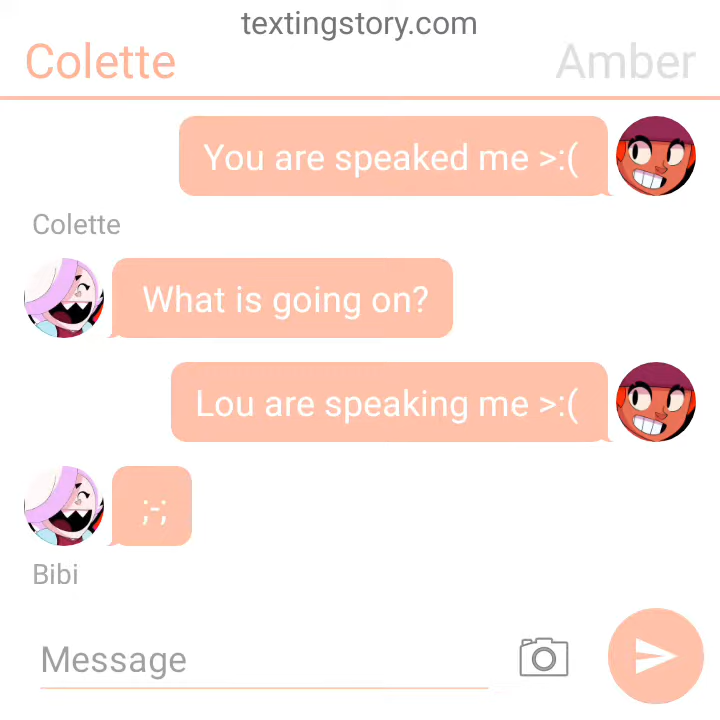 textingstory.com
Colette
Amber
You are speaked me >:(
Colette
What is going on?
Lou are speaking me >:(
;-;
Bibi
Message